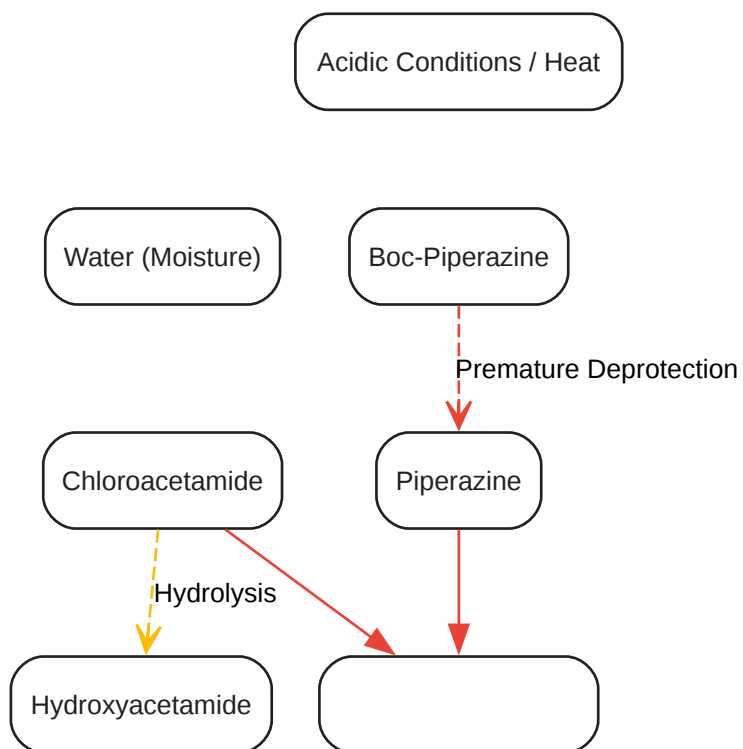 Acidic Conditions / Heat
Water (Moisture)
Boc-Piperazine
Premature Deprotection
Chloroacetamide
Piperazine
Hydrolysis
Hydroxyacetamide